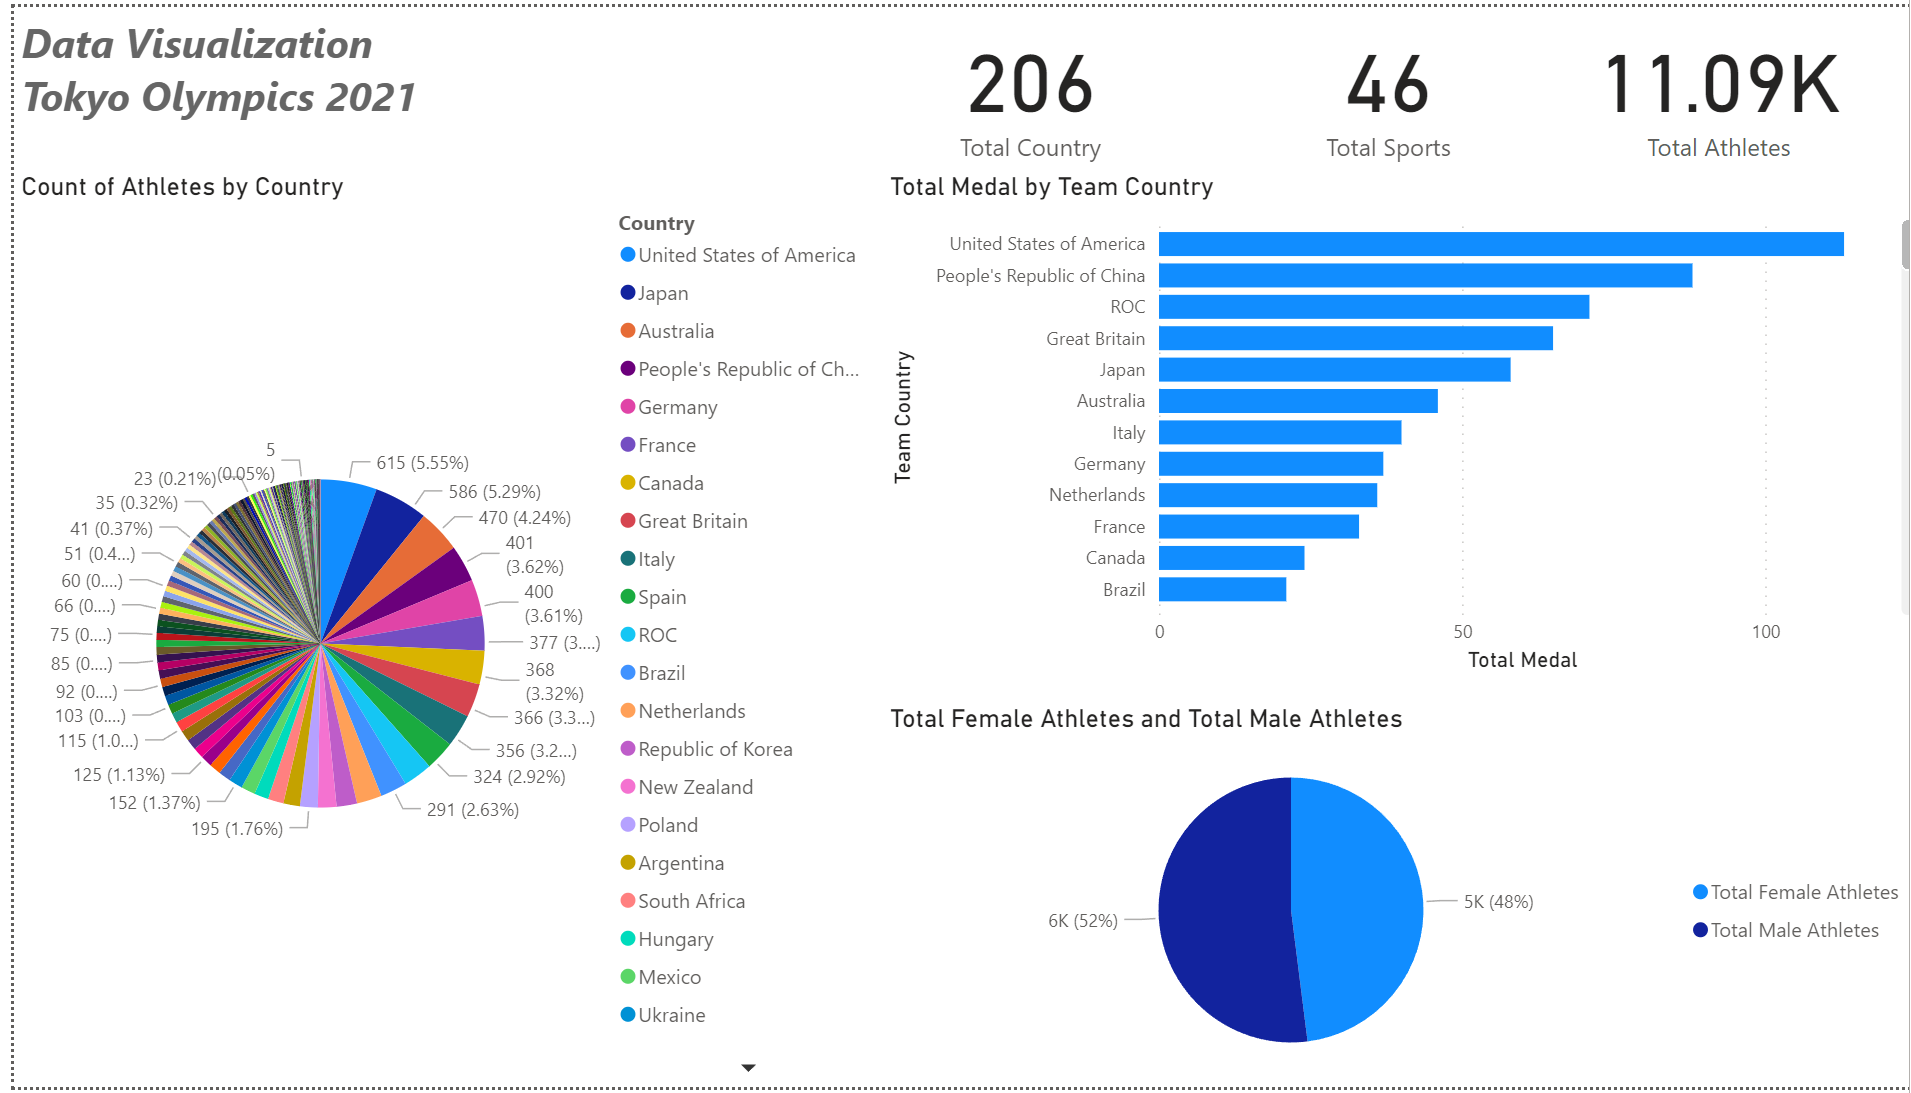 Data Visualization
Tokyo Olympics 2021
206
Total Country
46
Total Sports
11.09K
Total Athletes
Count of Athletes by Country
5
(0.05%)
23 (0.21%)
35 (0.32%)
41 (0.37%)
51 (0.4...)
60 (0....)
66 (0....)
75 (0....)
85 (0....)
92 (0....)
103 (0....)
115 (1.0...)
125 (1.13%)
152 (1.37%)
195 (1.76%)
615 (5.55%)
586 (5.29%)
470 (4.24%)
401
(3.62%)
400
(3.61%)
377 (3....)
368
(3.32%)
366 (3.3...)
356 (3.2...)
324 (2.92%)
291 (2.63%)
Country
United States of America
Japan
Australia
People's Republic of Ch...
Germany
France
Canada
Great Britain
Italy
Spain
ROC
Brazil
Netherlands
Republic of Korea
New Zealand
Poland
Argentina
South Africa
Hungary
Mexico
Ukraine
Total Medal by Team Country
Team Country
United States of America
People's Republic of China
ROC
Great Britain
Japan
Australia
Italy
Germany
Netherlands
France
Canada
Brazil
0
50
100
Total Medal
Total Female Athletes and Total Male Athletes
6K (52%)
5K (48%)
Total Female Athletes
Total Male Athletes